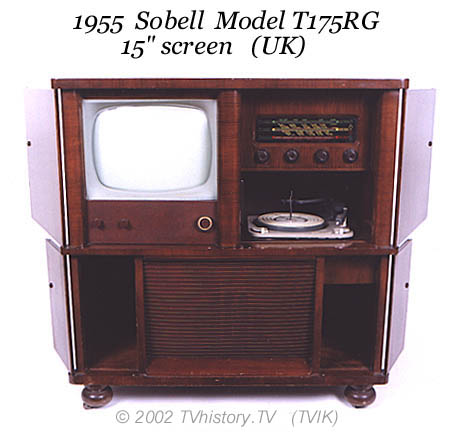 1955 Sobell Model T175RG
15" screen (UK)
© 2002 TVhistory.TV (TVIK)